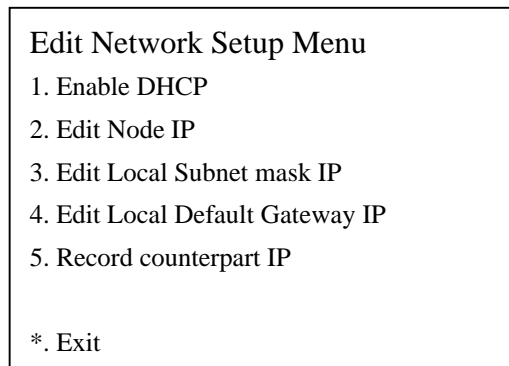 Edit Network Setup Menu
1. Enable DHCP
2. Edit Node IP
3. Edit Local Subnet mask IP
4. Edit Local Default Gateway IP
5. Record counterpart IP
*. Exit